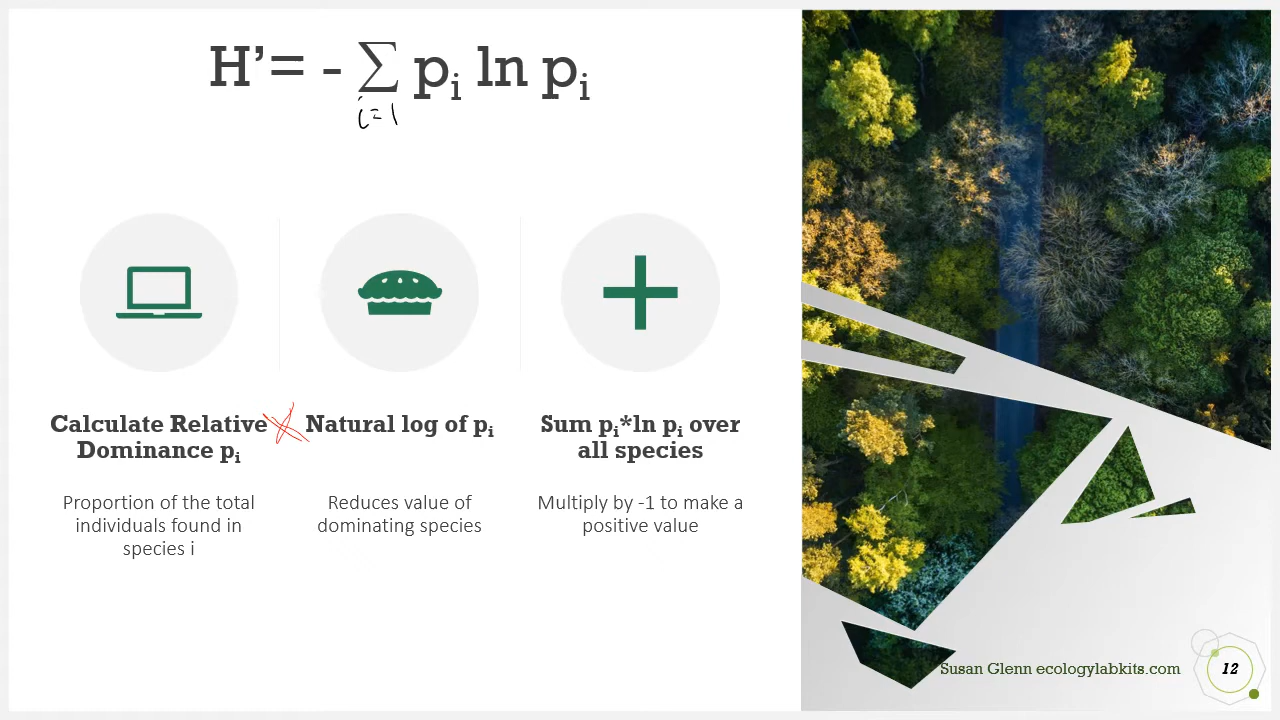 H’= - ∑ pᵢ ln pᵢ
i=1
Calculate Relative
Dominance pᵢ
Proportion of the total
individuals found in
species i
×
Natural log of pᵢ
Reduces value of
dominating species
Sum pᵢ*ln pᵢ over
all species
Multiply by -1 to make a
positive value
Susan Glenn ecologylabkits.com
12